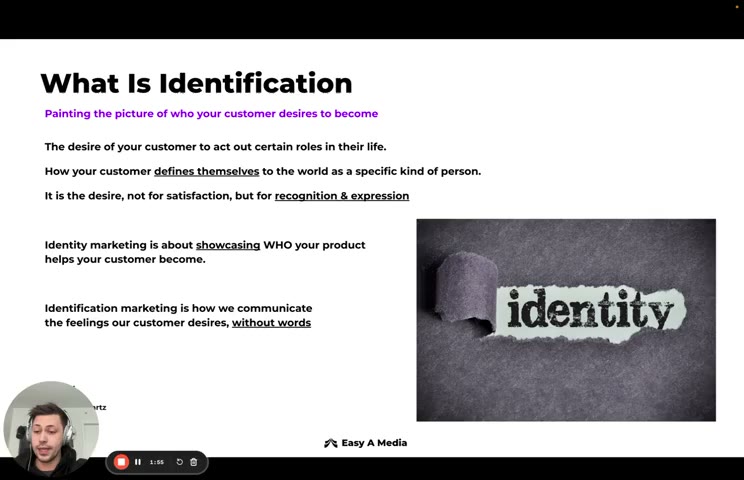 What Is Identification
Painting the picture of who your customer desires to become
The desire of your customer to act out certain roles in their life.
How your customer defines themselves to the world as a specific kind of person.
It is the desire, not for satisfaction, but for recognition & expression
Identity marketing is about showcasing WHO your product
helps your customer become.
identity
Identification marketing is how we communicate
the feelings our customer desires, without words
Easy A Media
1:55